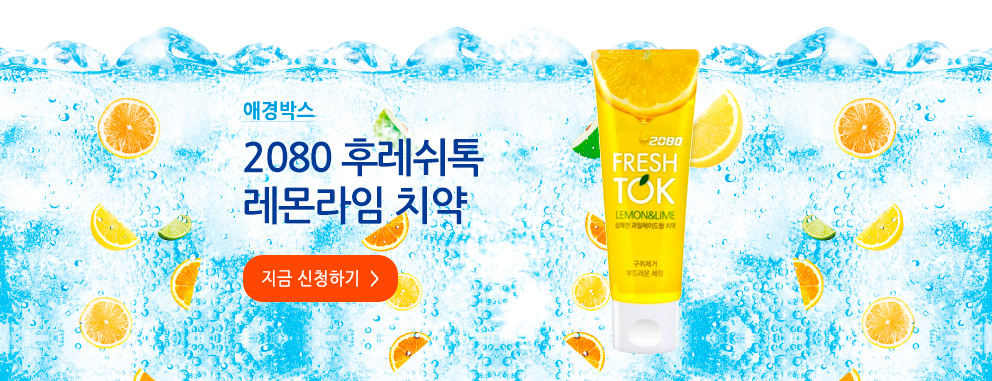 애경박스
2080 후레쉬톡
레몬라임 치약
지금 신청하기 >
2080
FRESH
TOK
LEMON&LIME
상쾌한 과일에이드향 치약
구취제거
부드러운 세정